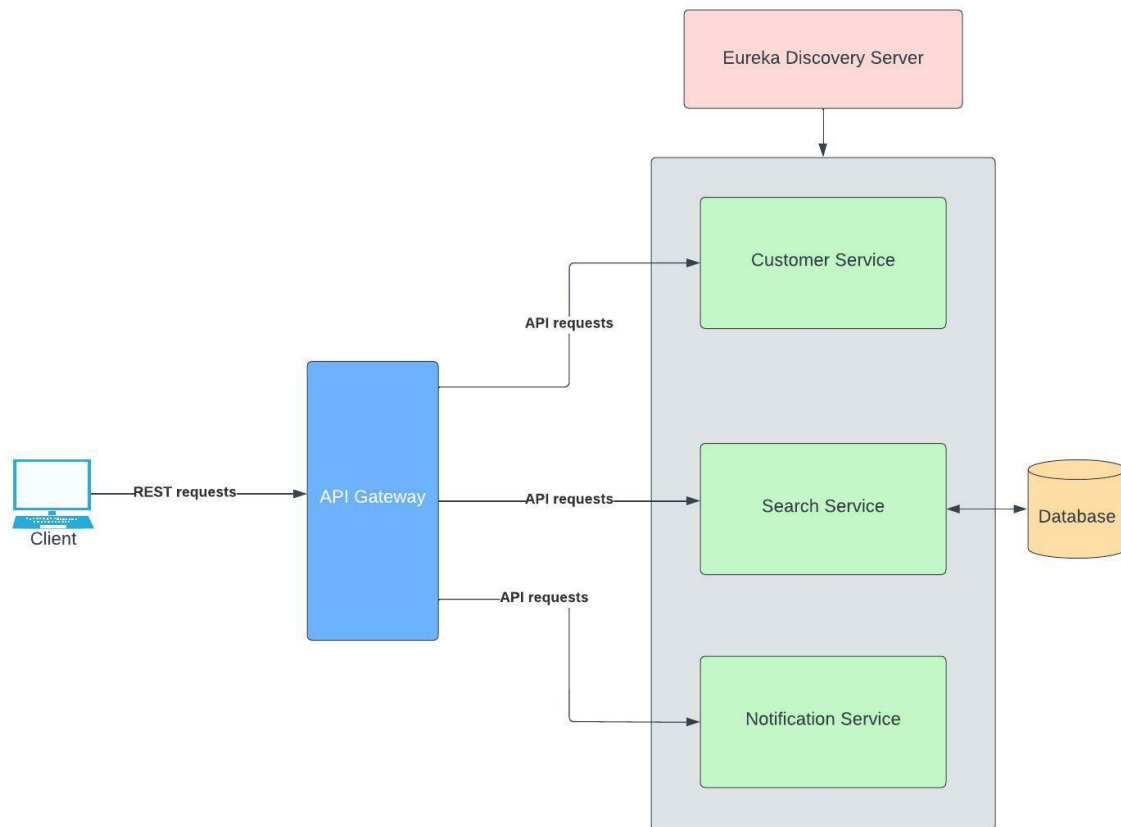 Eureka Discovery Server
Customer Service
API requests
API Gateway
REST requests
Client
API requests
Search Service
Database
API requests
Notification Service